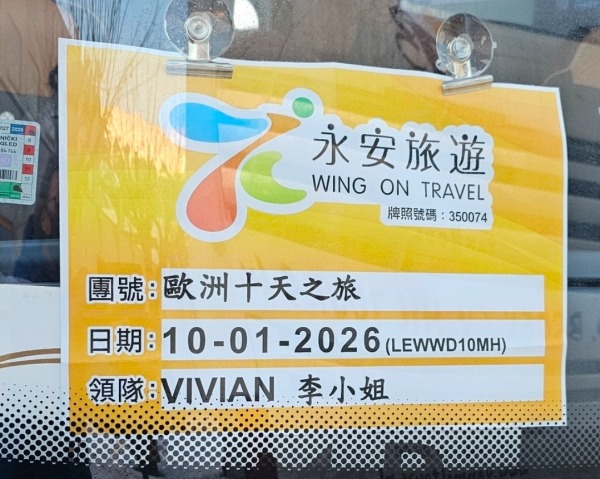 永安旅遊
WING ON TRAVEL
牌照號碼：350074
團號：歐洲十天之旅
日期：10-01-2026(LEWWD10MH)
領隊：VIVIAN 李小姐